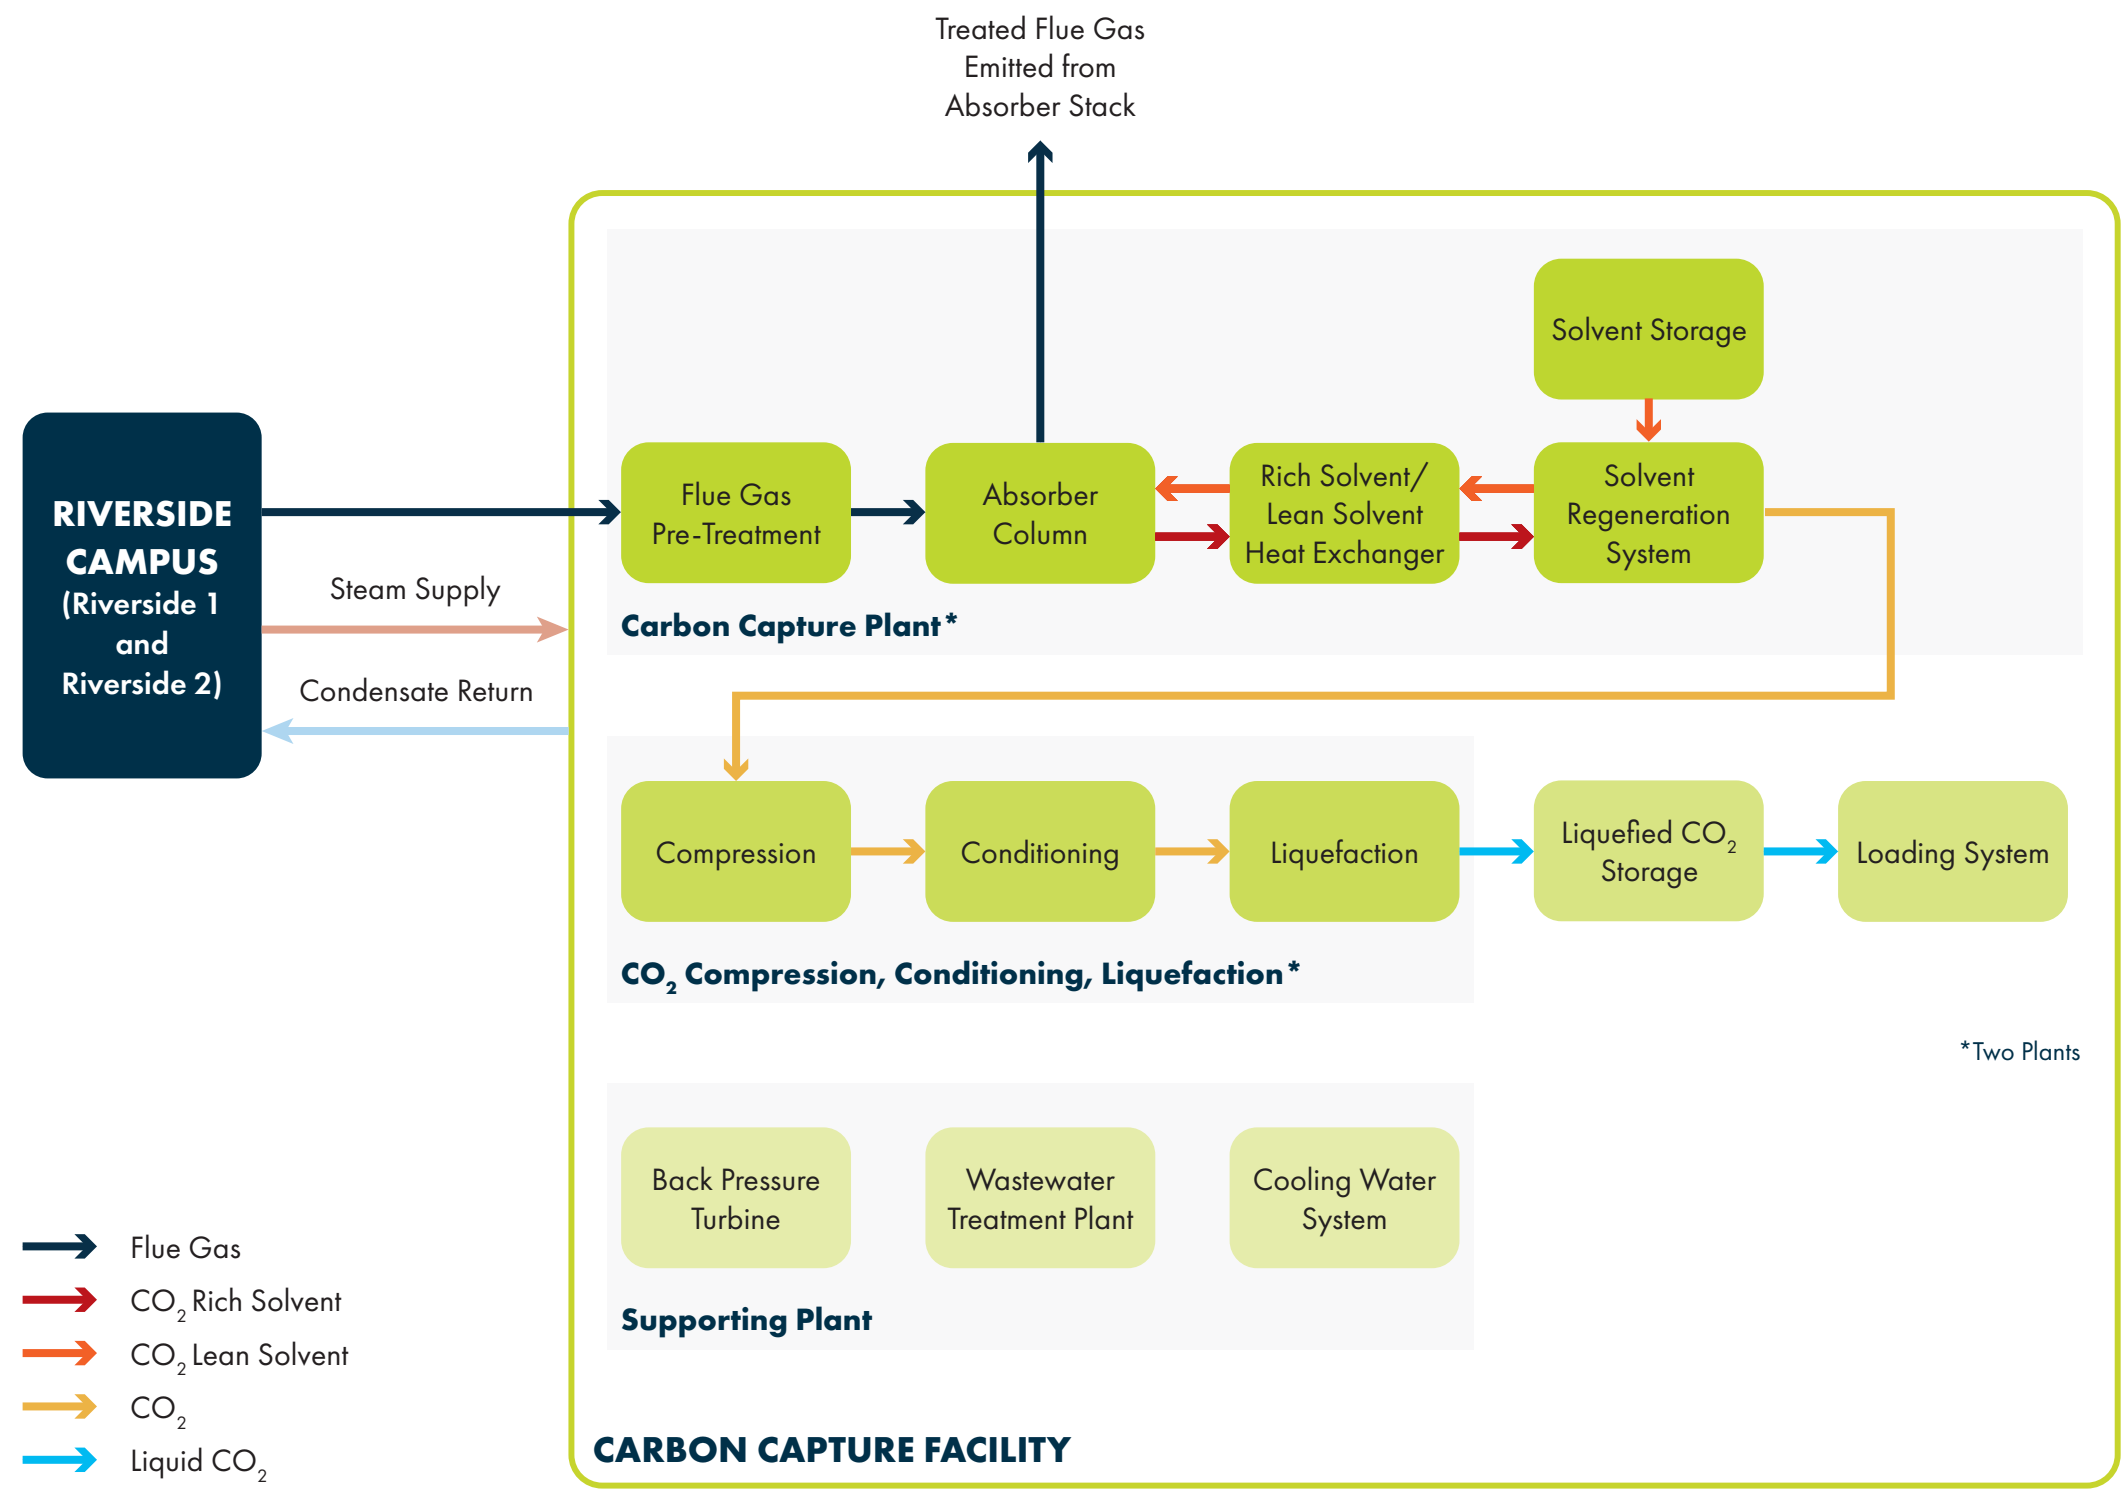 Treated Flue Gas
Emitted from
Absorber Stack
Solvent Storage
RIVERSIDE
CAMPUS
(Riverside 1
and
Riverside 2)
Steam Supply
Condensate Return
Flue Gas
Pre-Treatment
Absorber
Column
Rich Solvent/
Lean Solvent
Heat Exchanger
Solvent
Regeneration
System
Carbon Capture Plant*
Compression
Conditioning
Liquefaction
Liquefied CO₂
Storage
Loading System
CO₂ Compression, Conditioning, Liquefaction*
*Two Plants
Back Pressure
Turbine
Wastewater
Treatment Plant
Cooling Water
System
Supporting Plant
CARBON CAPTURE FACILITY
Flue Gas
CO₂ Rich Solvent
CO₂ Lean Solvent
CO₂
Liquid CO₂